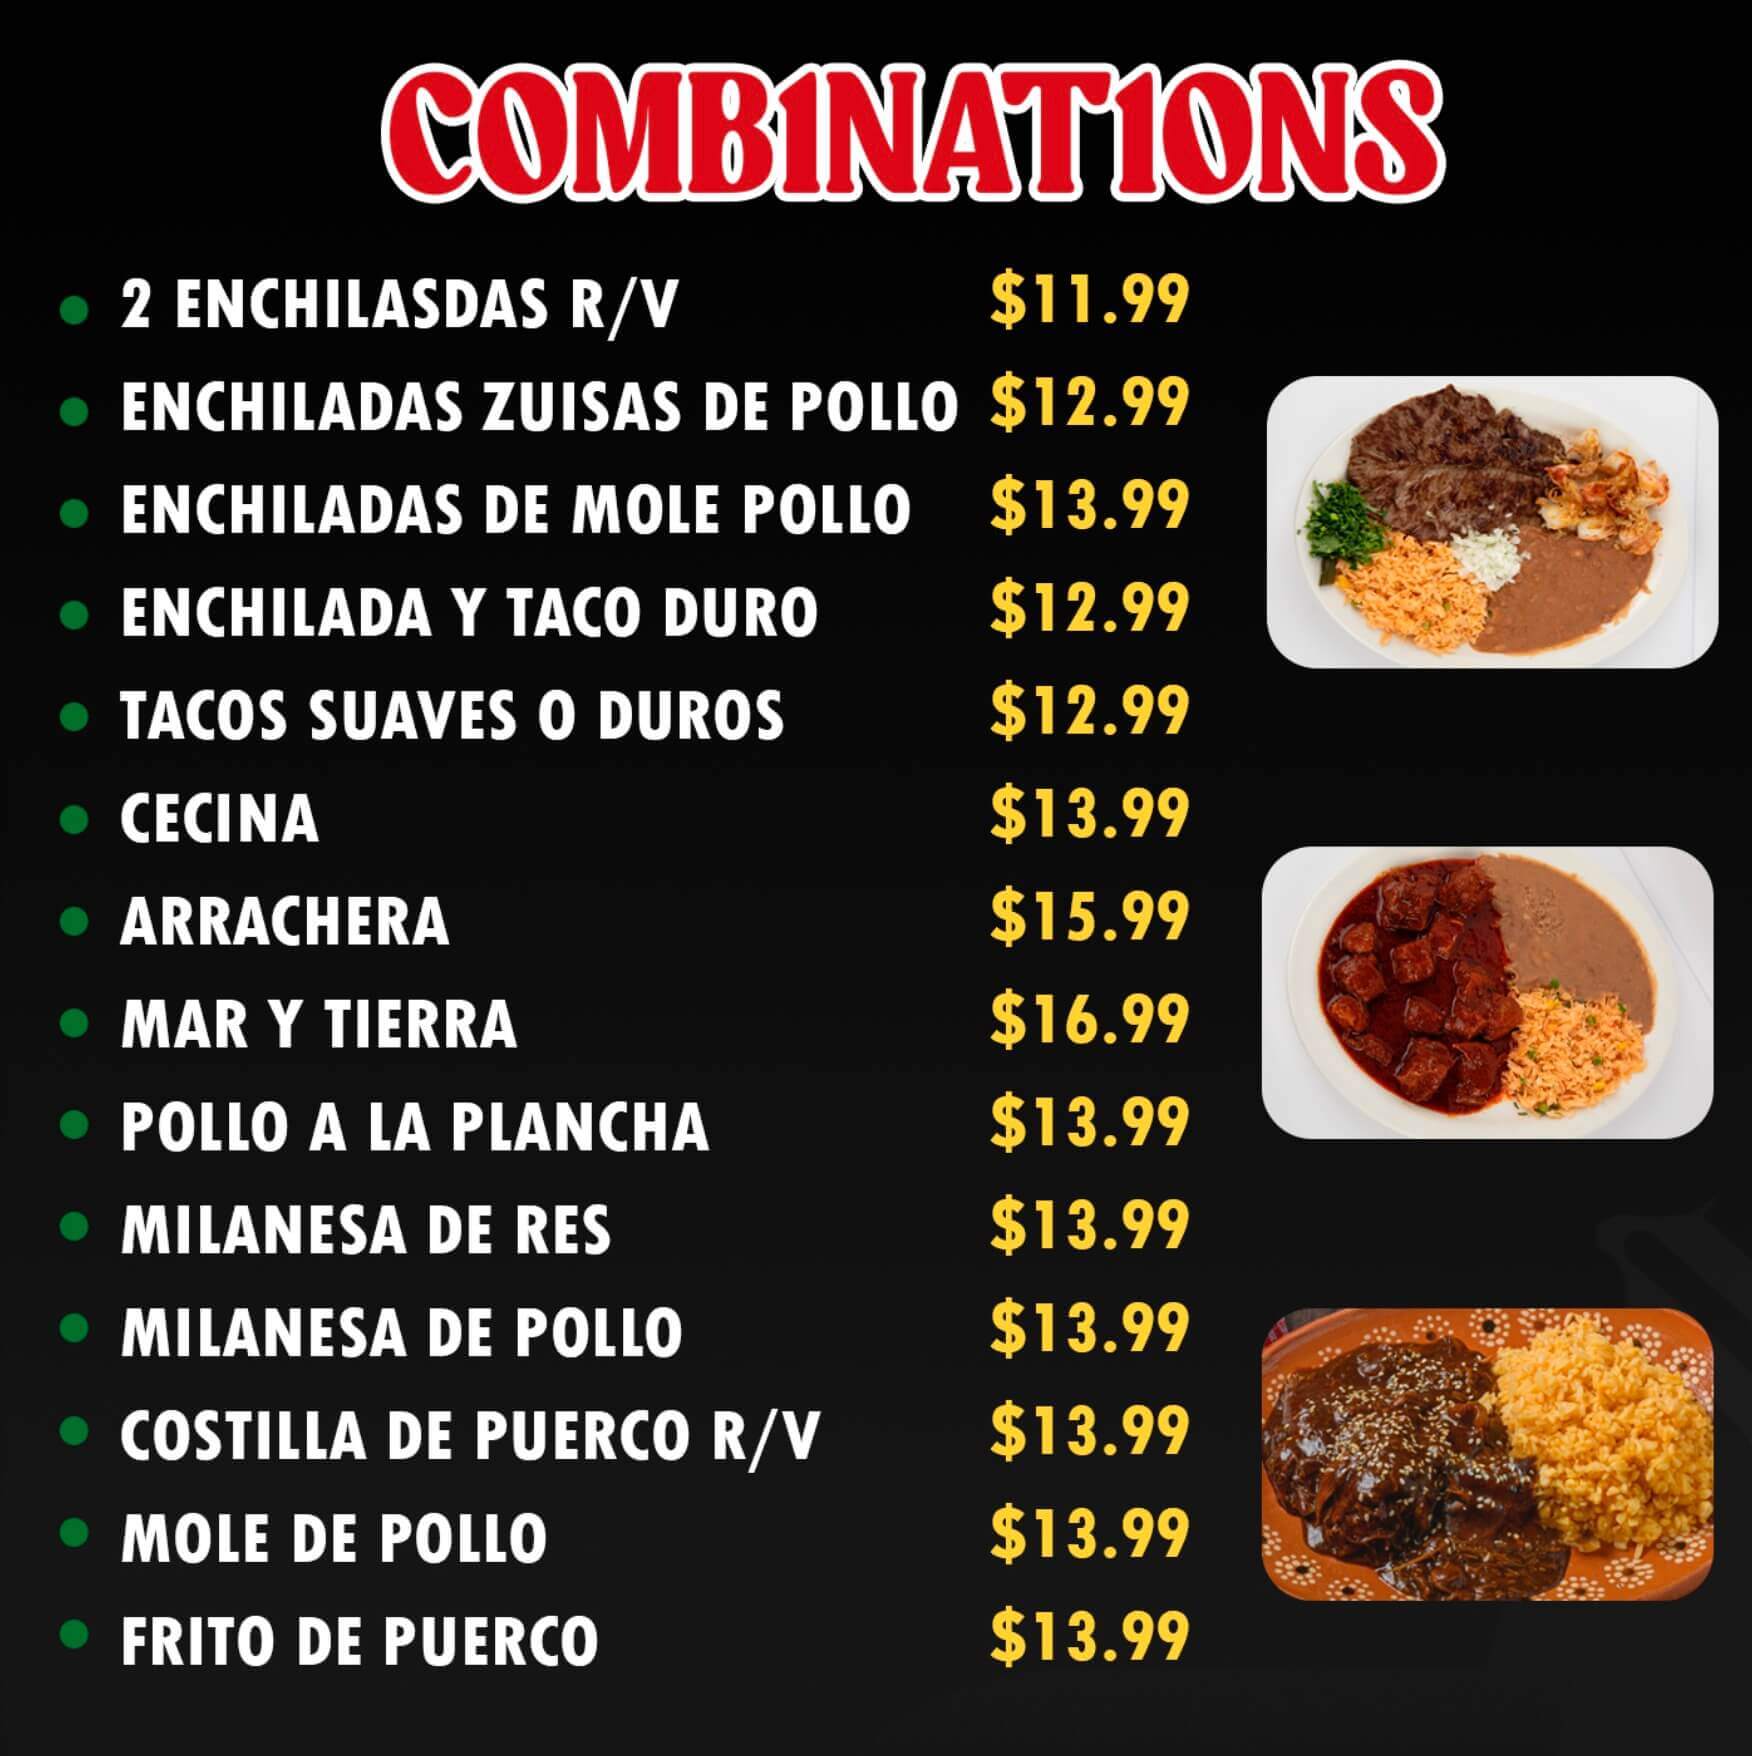 COMBINATIONS
2 ENCHILASDAS R/V $11.99
ENCHILADAS ZUISAS DE POLLO $12.99
ENCHILADAS DE MOLE POLLO $13.99
ENCHILADA Y TACO DURO $12.99
TACOS SUAVES O DUROS $12.99
CECINA $13.99
ARRACHERA $15.99
MAR Y TIERRA $16.99
POLLO A LA PLANCHA $13.99
MILANESA DE RES $13.99
MILANESA DE POLLO $13.99
COSTILLA DE PUERCO R/V $13.99
MOLE DE POLLO $13.99
FRITO DE PUERCO $13.99